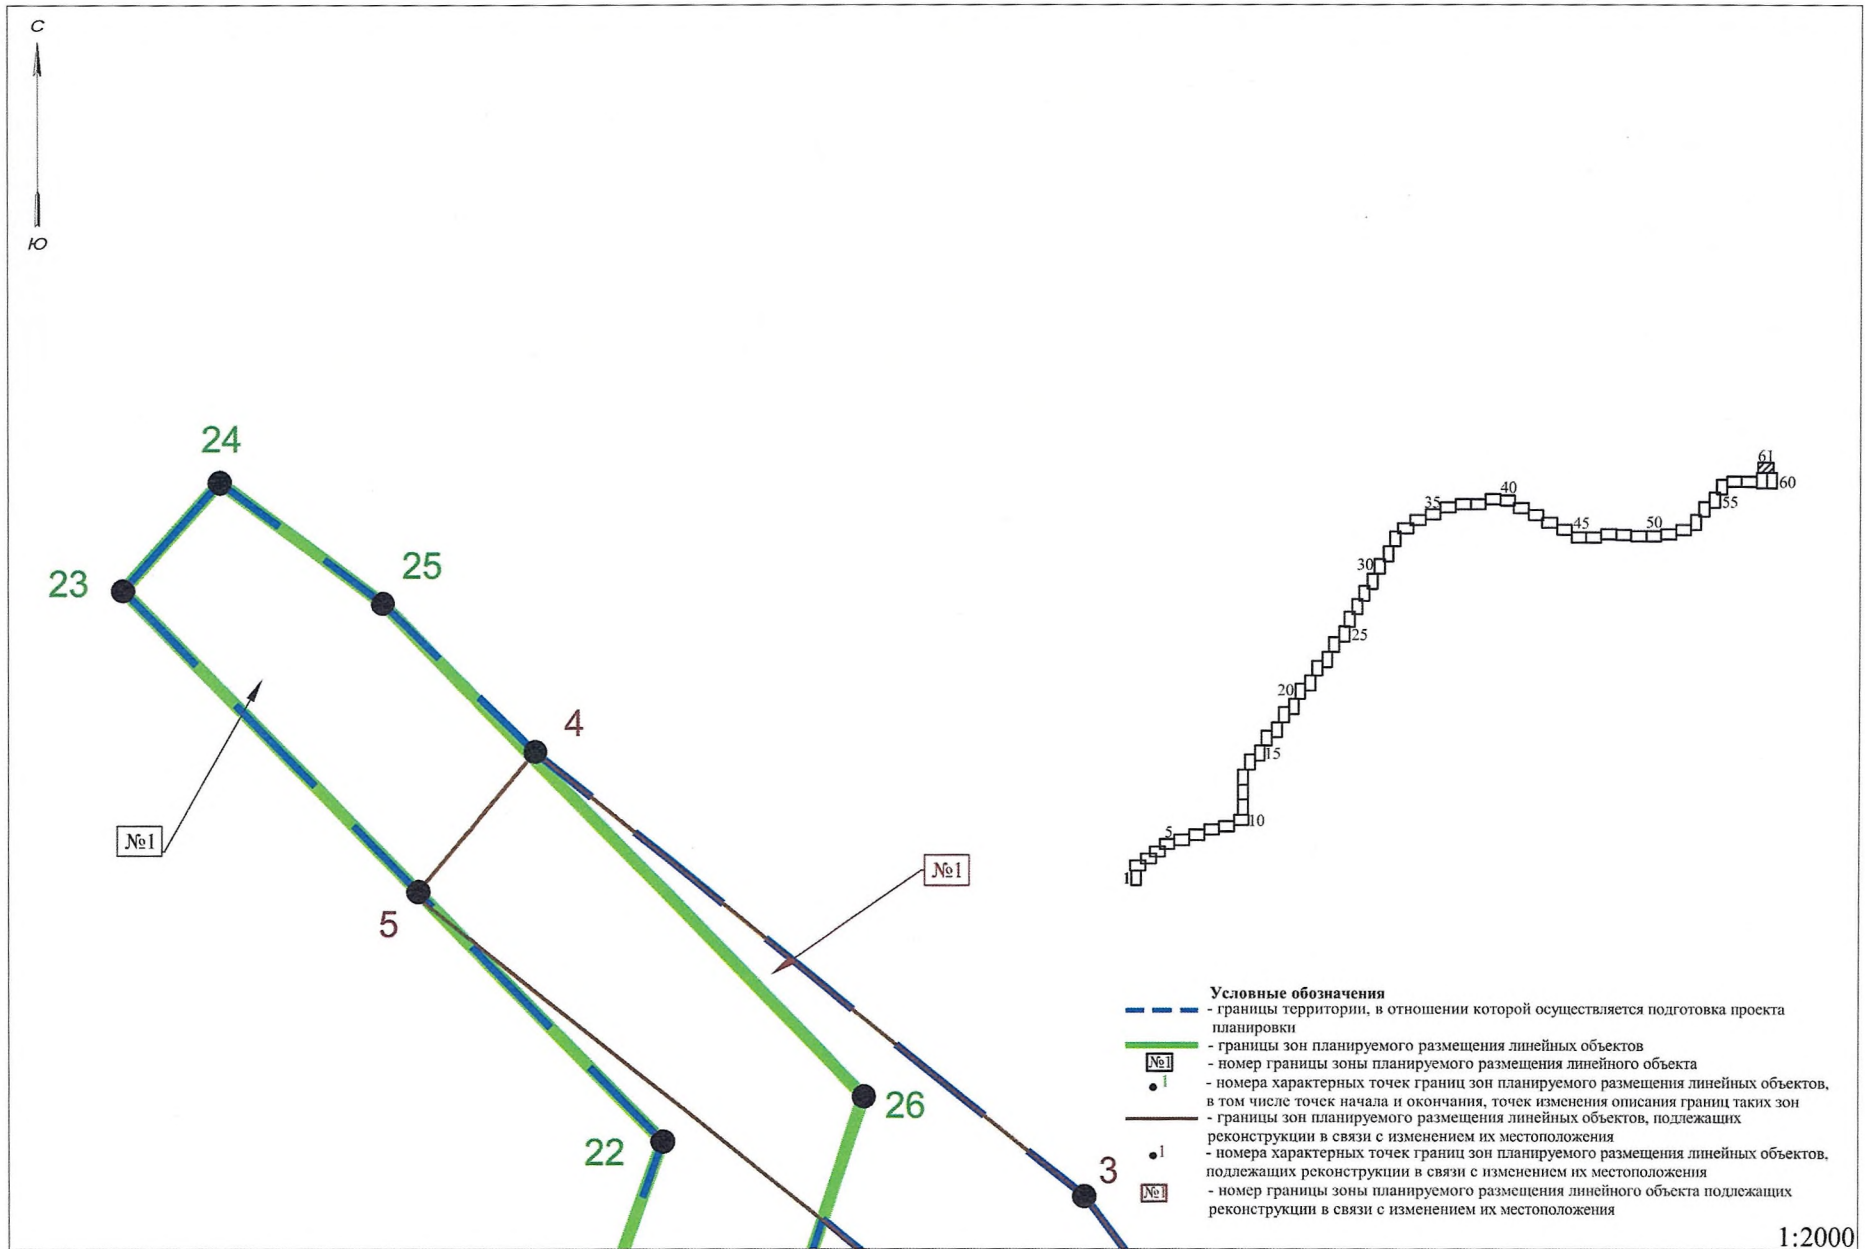 С
Ю
24
25
23
4
№1
5
№1
22
26
3
61
60
55
50
45
40
35
30
25
20
15
10
5
1
Условные обозначения
- границы территории, в отношении которой осуществляется подготовка проекта
планировки
- границы зон планируемого размещения линейных объектов
№1 - номер границы зоны планируемого размещения линейного объекта
1 - номера характерных точек границ зон планируемого размещения линейных объектов,
в том числе точек начала и окончания, точек изменения описания границ таких зон
- границы зон планируемого размещения линейных объектов, подлежащих
реконструкции в связи с изменением их местоположения
1 - номера характерных точек границ зон планируемого размещения линейных объектов,
подлежащих реконструкции в связи с изменением их местоположения
№1 - номер границы зоны планируемого размещения линейного объекта подлежащих
реконструкции в связи с изменением их местоположения
1:2000